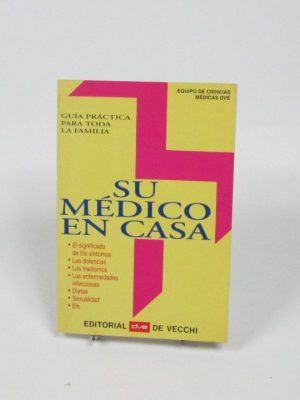 EQUIPO DE CIENCIAS
MÉDICAS DVE
GUÍA PRÁCTICA
PARA TODA
LA FAMILIA
SU
MÉDICO
EN CASA
• El significado
de los síntomas
• Las dolencias
• Los trastornos
• Las enfermedades
infecciosas
• Dietas
• Sexualidad
• Etc.
EDITORIAL dve DE VECCHI